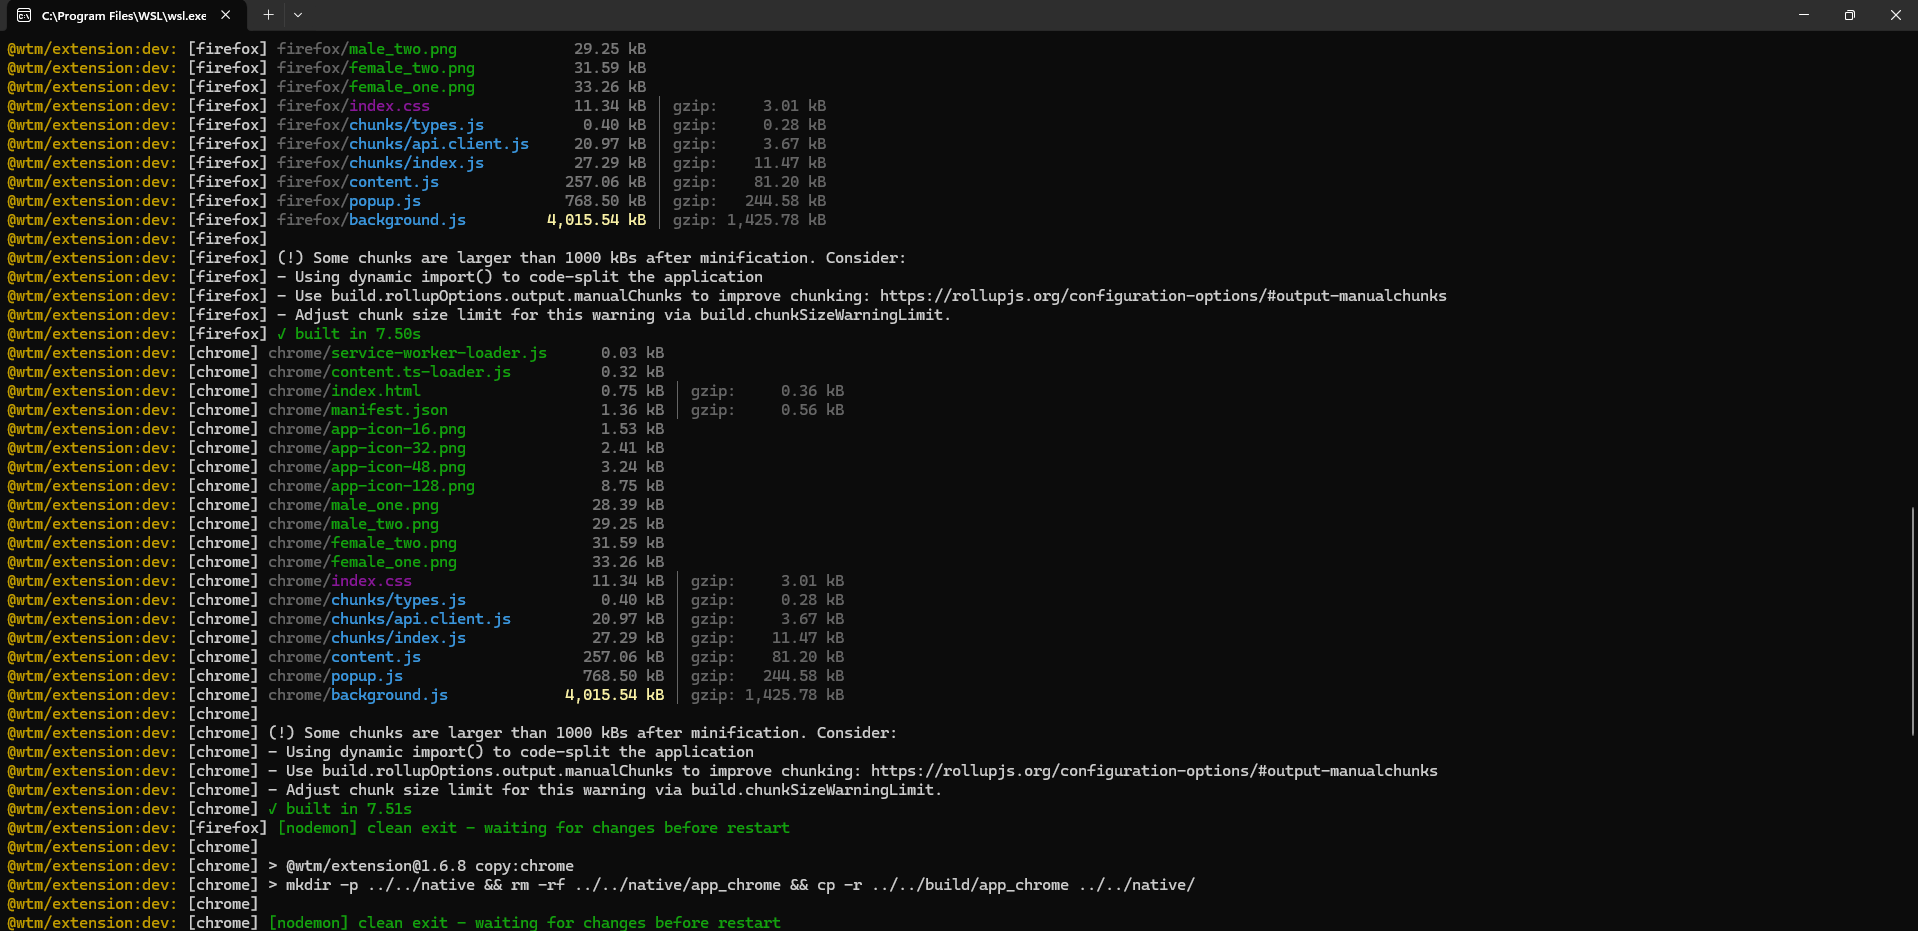 C:\Program Files\WSL\wsl.exe
@wtm/extension:dev: [firefox] firefox/male_two.png 29.25 kB
@wtm/extension:dev: [firefox] firefox/female_two.png 31.59 kB
@wtm/extension:dev: [firefox] firefox/female_one.png 33.26 kB
@wtm/extension:dev: [firefox] firefox/index.css 11.34 kB │ gzip: 3.01 kB
@wtm/extension:dev: [firefox] firefox/chunks/types.js 0.40 kB │ gzip: 0.28 kB
@wtm/extension:dev: [firefox] firefox/chunks/api.client.js 20.97 kB │ gzip: 3.67 kB
@wtm/extension:dev: [firefox] firefox/chunks/index.js 27.29 kB │ gzip: 11.47 kB
@wtm/extension:dev: [firefox] firefox/content.js 257.06 kB │ gzip: 81.20 kB
@wtm/extension:dev: [firefox] firefox/popup.js 768.50 kB │ gzip: 244.58 kB
@wtm/extension:dev: [firefox] firefox/background.js 4,015.54 kB │ gzip: 1,425.78 kB
@wtm/extension:dev: [firefox]
@wtm/extension:dev: [firefox] (!) Some chunks are larger than 1000 kBs after minification. Consider:
@wtm/extension:dev: [firefox] - Using dynamic import() to code-split the application
@wtm/extension:dev: [firefox] - Use build.rollupOptions.output.manualChunks to improve chunking: https://rollupjs.org/configuration-options/#output-manualchunks
@wtm/extension:dev: [firefox] - Adjust chunk size limit for this warning via build.chunkSizeWarningLimit.
@wtm/extension:dev: [firefox] ✓ built in 7.50s
@wtm/extension:dev: [chrome] chrome/service-worker-loader.js 0.03 kB
@wtm/extension:dev: [chrome] chrome/content.ts-loader.js 0.32 kB
@wtm/extension:dev: [chrome] chrome/index.html 0.75 kB │ gzip: 0.36 kB
@wtm/extension:dev: [chrome] chrome/manifest.json 1.36 kB │ gzip: 0.56 kB
@wtm/extension:dev: [chrome] chrome/app-icon-16.png 1.53 kB
@wtm/extension:dev: [chrome] chrome/app-icon-32.png 2.41 kB
@wtm/extension:dev: [chrome] chrome/app-icon-48.png 3.24 kB
@wtm/extension:dev: [chrome] chrome/app-icon-128.png 8.75 kB
@wtm/extension:dev: [chrome] chrome/male_one.png 28.39 kB
@wtm/extension:dev: [chrome] chrome/male_two.png 29.25 kB
@wtm/extension:dev: [chrome] chrome/female_two.png 31.59 kB
@wtm/extension:dev: [chrome] chrome/female_one.png 33.26 kB
@wtm/extension:dev: [chrome] chrome/index.css 11.34 kB │ gzip: 3.01 kB
@wtm/extension:dev: [chrome] chrome/chunks/types.js 0.40 kB │ gzip: 0.28 kB
@wtm/extension:dev: [chrome] chrome/chunks/api.client.js 20.97 kB │ gzip: 3.67 kB
@wtm/extension:dev: [chrome] chrome/chunks/index.js 27.29 kB │ gzip: 11.47 kB
@wtm/extension:dev: [chrome] chrome/content.js 257.06 kB │ gzip: 81.20 kB
@wtm/extension:dev: [chrome] chrome/popup.js 768.50 kB │ gzip: 244.58 kB
@wtm/extension:dev: [chrome] chrome/background.js 4,015.54 kB │ gzip: 1,425.78 kB
@wtm/extension:dev: [chrome]
@wtm/extension:dev: [chrome] (!) Some chunks are larger than 1000 kBs after minification. Consider:
@wtm/extension:dev: [chrome] - Using dynamic import() to code-split the application
@wtm/extension:dev: [chrome] - Use build.rollupOptions.output.manualChunks to improve chunking: https://rollupjs.org/configuration-options/#output-manualchunks
@wtm/extension:dev: [chrome] - Adjust chunk size limit for this warning via build.chunkSizeWarningLimit.
@wtm/extension:dev: [chrome] ✓ built in 7.51s
@wtm/extension:dev: [firefox] [nodemon] clean exit - waiting for changes before restart
@wtm/extension:dev: [chrome]
@wtm/extension:dev: [chrome] > @wtm/extension@1.6.8 copy:chrome
@wtm/extension:dev: [chrome] > mkdir -p ../../native && rm -rf ../../native/app_chrome && cp -r ../../build/app_chrome ../../native/
@wtm/extension:dev: [chrome]
@wtm/extension:dev: [chrome] [nodemon] clean exit - waiting for changes before restart